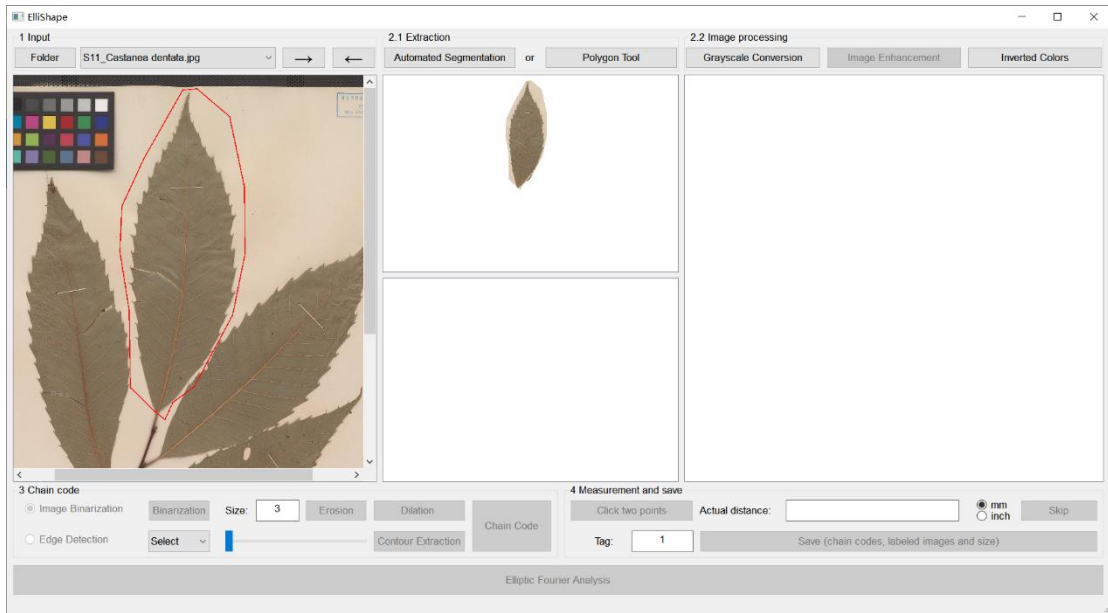 ElliShape
1 Input
Folder S11_Castanea dentata.jpg → ←
2.1 Extraction
Automated Segmentation or Polygon Tool
2.2 Image processing
Grayscale Conversion Image Enhancement Inverted Colors
3 Chain code
Image Binarization Binarization Size: 3 Erosion Dilation Chain Code
Edge Detection Select Contour Extraction
4 Measurement and save
Click two points Actual distance: mm inch Skip
Tag: 1 Save (chain codes, labeled images and size)
Elliptic Fourier Analysis